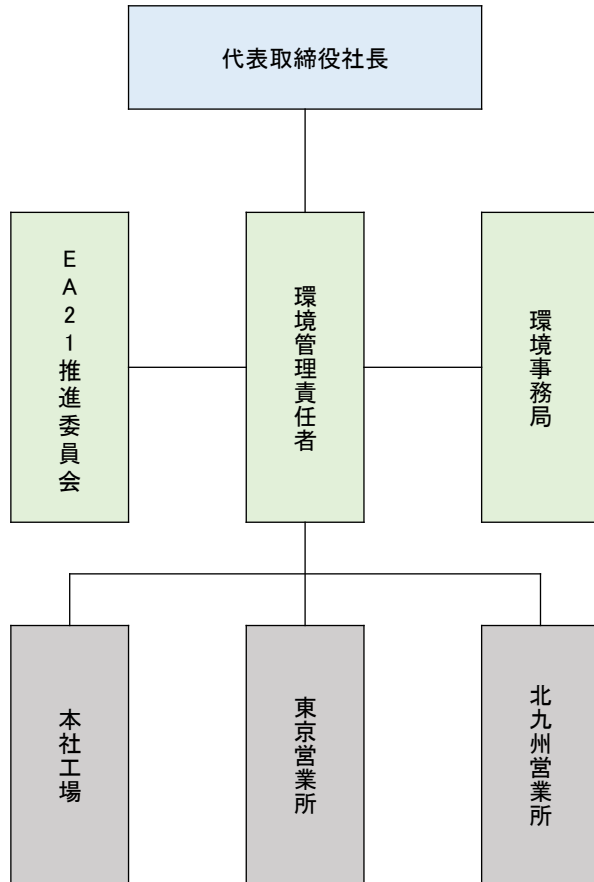 代表取締役社長
EA21推進委員会
環境管理責任者
環境事務局
本社工場
東京営業所
北九州営業所